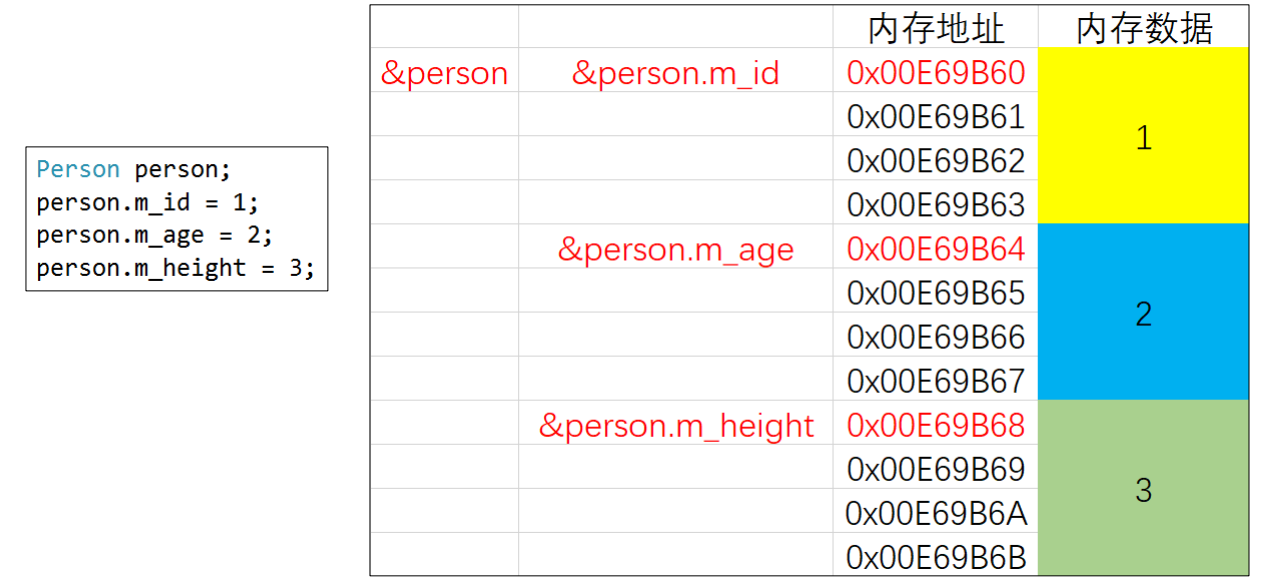 Person person;
person.m_id = 1;
person.m_age = 2;
person.m_height = 3;
内存地址 内存数据
&person &person.m_id 0x00E69B60
0x00E69B61
1
0x00E69B62
0x00E69B63
&person.m_age 0x00E69B64
0x00E69B65
2
0x00E69B66
0x00E69B67
&person.m_height 0x00E69B68
0x00E69B69
3
0x00E69B6A
0x00E69B6B